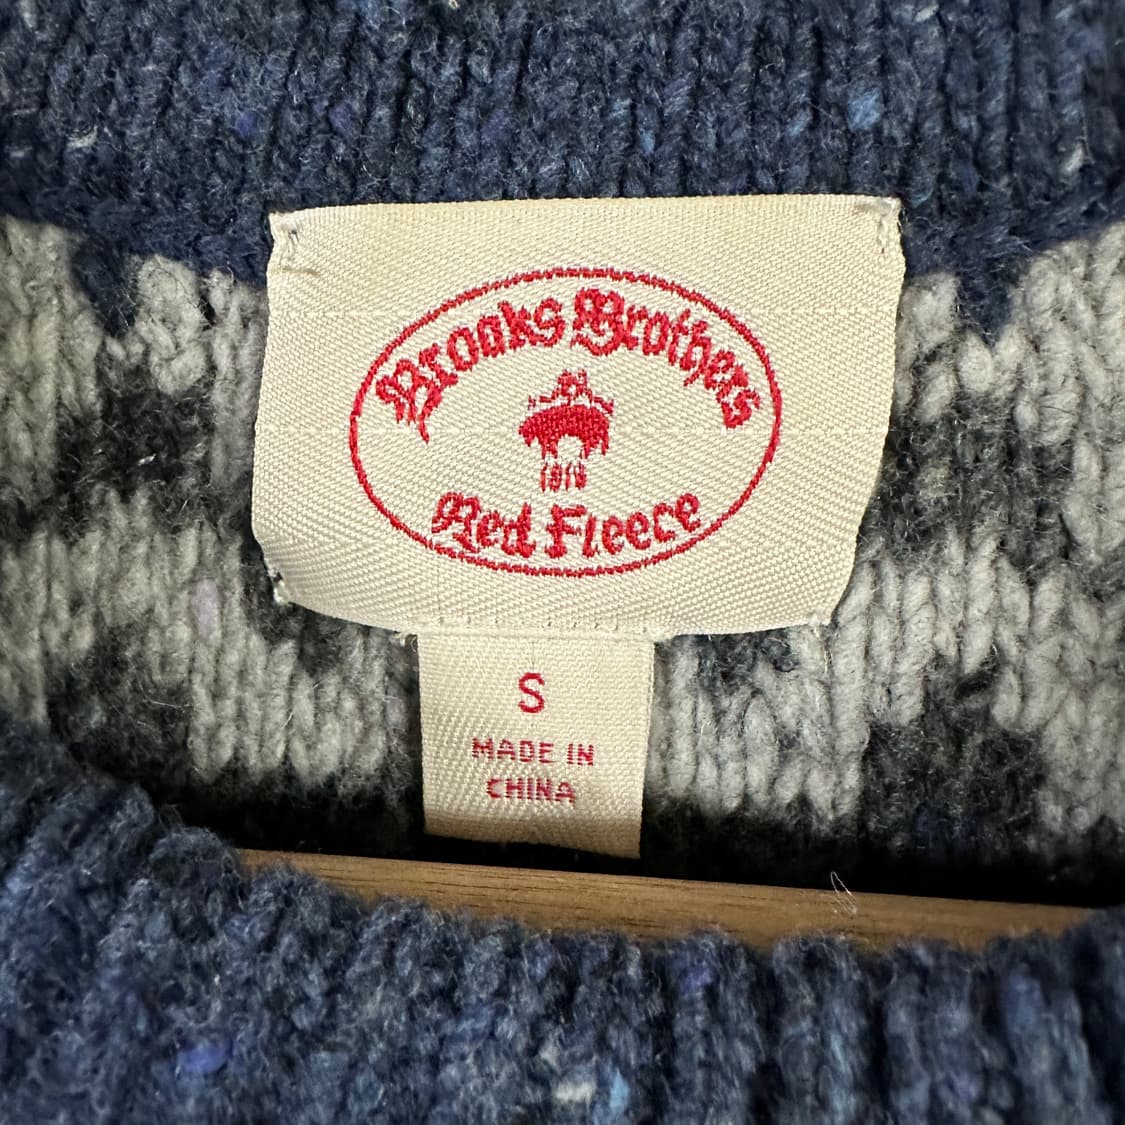 Brooks Brothers
1818
Red Fleece
S
MADE IN
CHINA